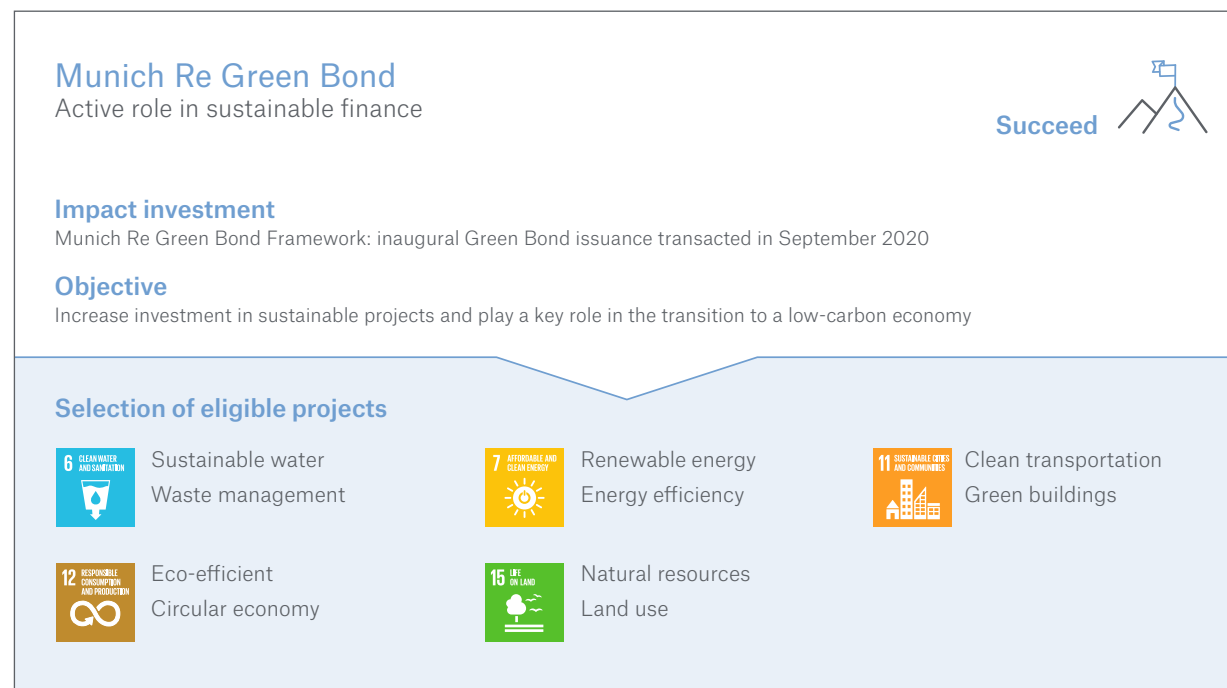 Munich Re Green Bond
Active role in sustainable finance
Succeed
Impact investment
Munich Re Green Bond Framework: inaugural Green Bond issuance transacted in September 2020
Objective
Increase investment in sustainable projects and play a key role in the transition to a low-carbon economy
Selection of eligible projects
6 CLEAN WATER
AND SANITATION
Sustainable water
Waste management
7 AFFORDABLE AND
CLEAN ENERGY
Renewable energy
Energy efficiency
11 SUSTAINABLE CITIES
AND COMMUNITIES
Clean transportation
Green buildings
12 RESPONSIBLE
CONSUMPTION
AND PRODUCTION
Eco-efficient
Circular economy
15 LIFE
ON LAND
Natural resources
Land use